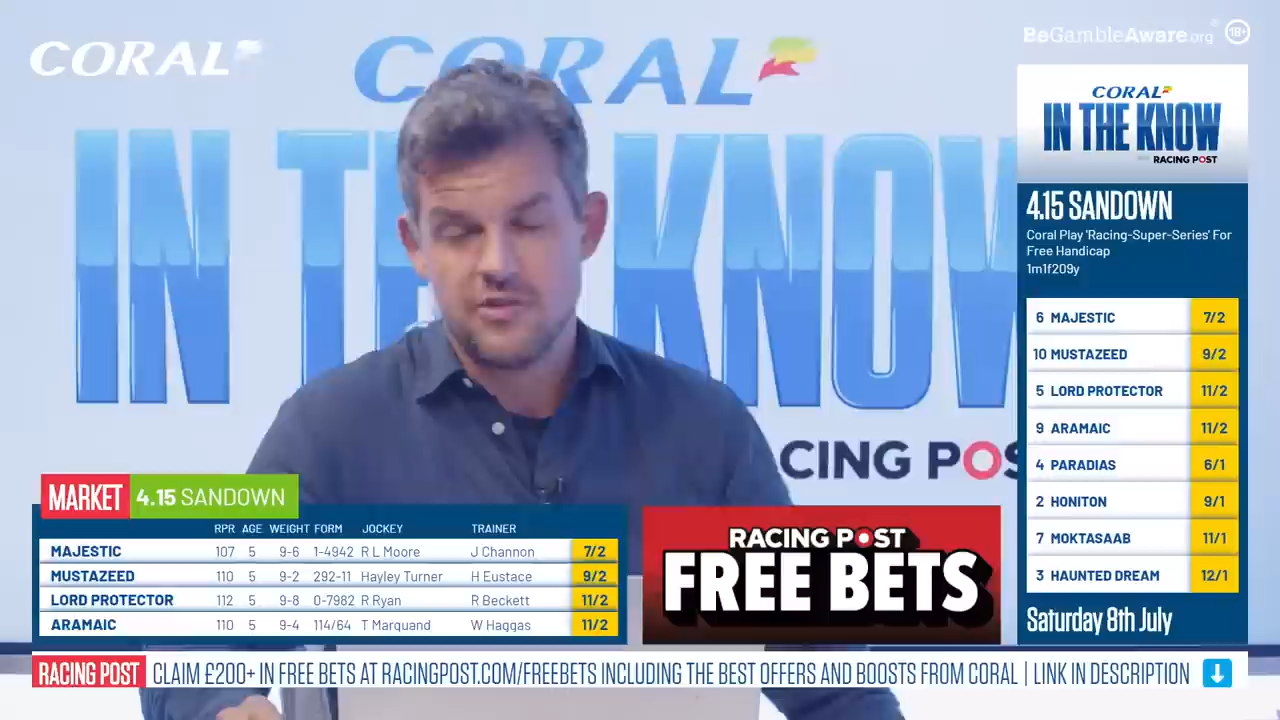 CORAL
CORAL
BeGambleAware.org 18+
IN THE KNOW
CING POS
CORAL
IN THE KNOW
RACING POST
4.15 SANDOWN
Coral Play 'Racing-Super-Series' For
Free Handicap
1m1f209y
6 MAJESTIC 7/2
10 MUSTAZEED 9/2
5 LORD PROTECTOR 11/2
9 ARAMAIC 11/2
4 PARADIAS 6/1
2 HONITON 9/1
7 MOKTASAAB 11/1
3 HAUNTED DREAM 12/1
Saturday 8th July
MARKET 4.15 SANDOWN
RPR AGE WEIGHT FORM JOCKEY TRAINER
MAJESTIC 107 5 9-6 1-4942 R L Moore J Channon 7/2
MUSTAZEED 110 5 9-2 292-11 Hayley Turner H Eustace 9/2
LORD PROTECTOR 112 5 9-8 0-7982 R Ryan R Beckett 11/2
ARAMAIC 110 5 9-4 114/64 T Marquand W Haggas 11/2
RACING POST
FREE BETS
RACING POST CLAIM £200+ IN FREE BETS AT RACINGPOST.COM/FREEBETS INCLUDING THE BEST OFFERS AND BOOSTS FROM CORAL | LINK IN DESCRIPTION